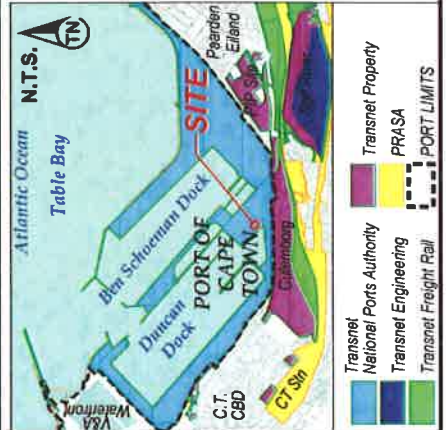 N.T.S.
TN
Atlantic Ocean
Table Bay
Paarden
Eiland
SITE
Ben Schoeman Dock
Duncan
Dock
PORT OF
CAPE
TOWN
V&A
Waterfront
C.T.
CBD
CT Stn
Culemborg
Transnet
National Ports Authority
Transnet Engineering
Transnet Freight Rail
Transnet Property
PRASA
PORT LIMITS